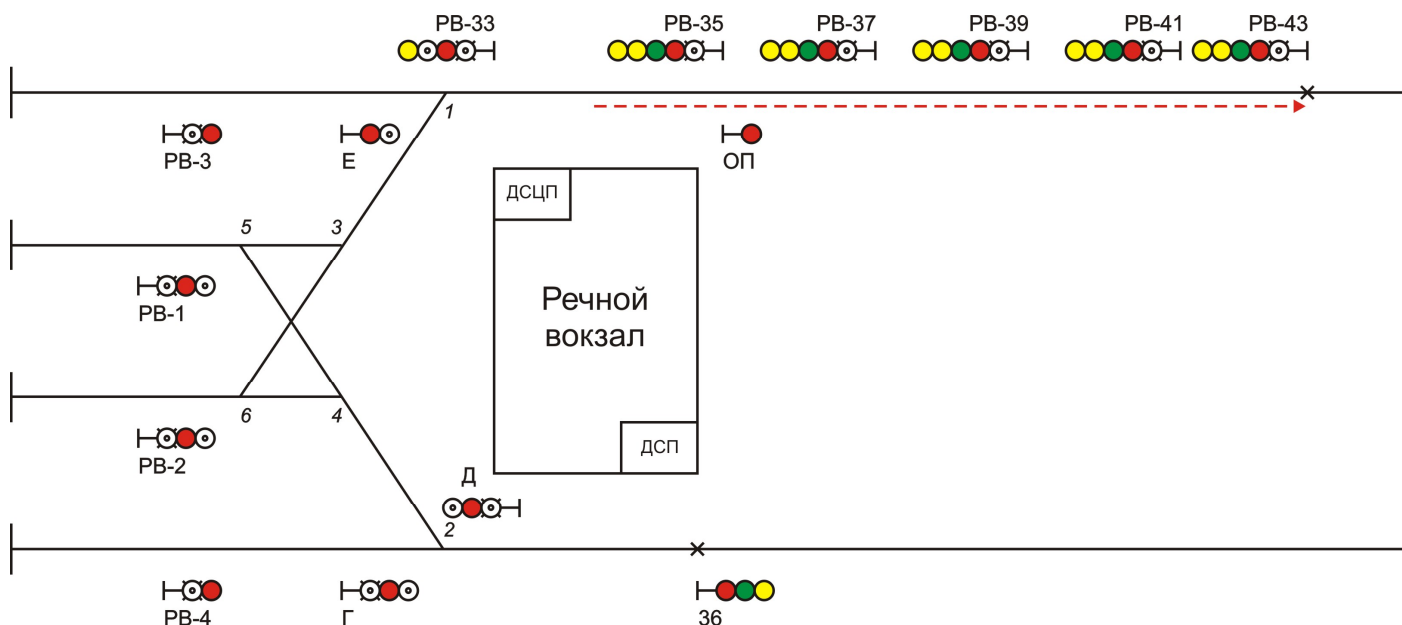 РВ-33
РВ-35
РВ-37
РВ-39
РВ-41
РВ-43
1
РВ-3
Е
ОП
ДСЦП
5
3
РВ-1
Речной
вокзал
6
4
РВ-2
ДСП
Д
2
РВ-4
Г
36